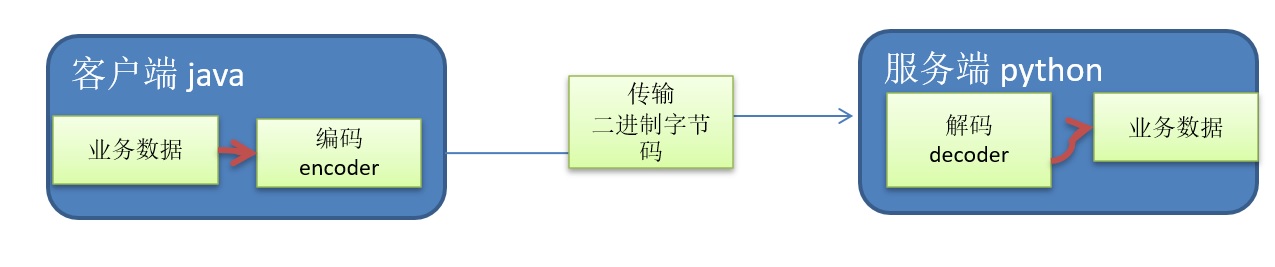 客户端 java
业务数据
编码
encoder
传输
二进制字节
码
服务端 python
解码
decoder
业务数据